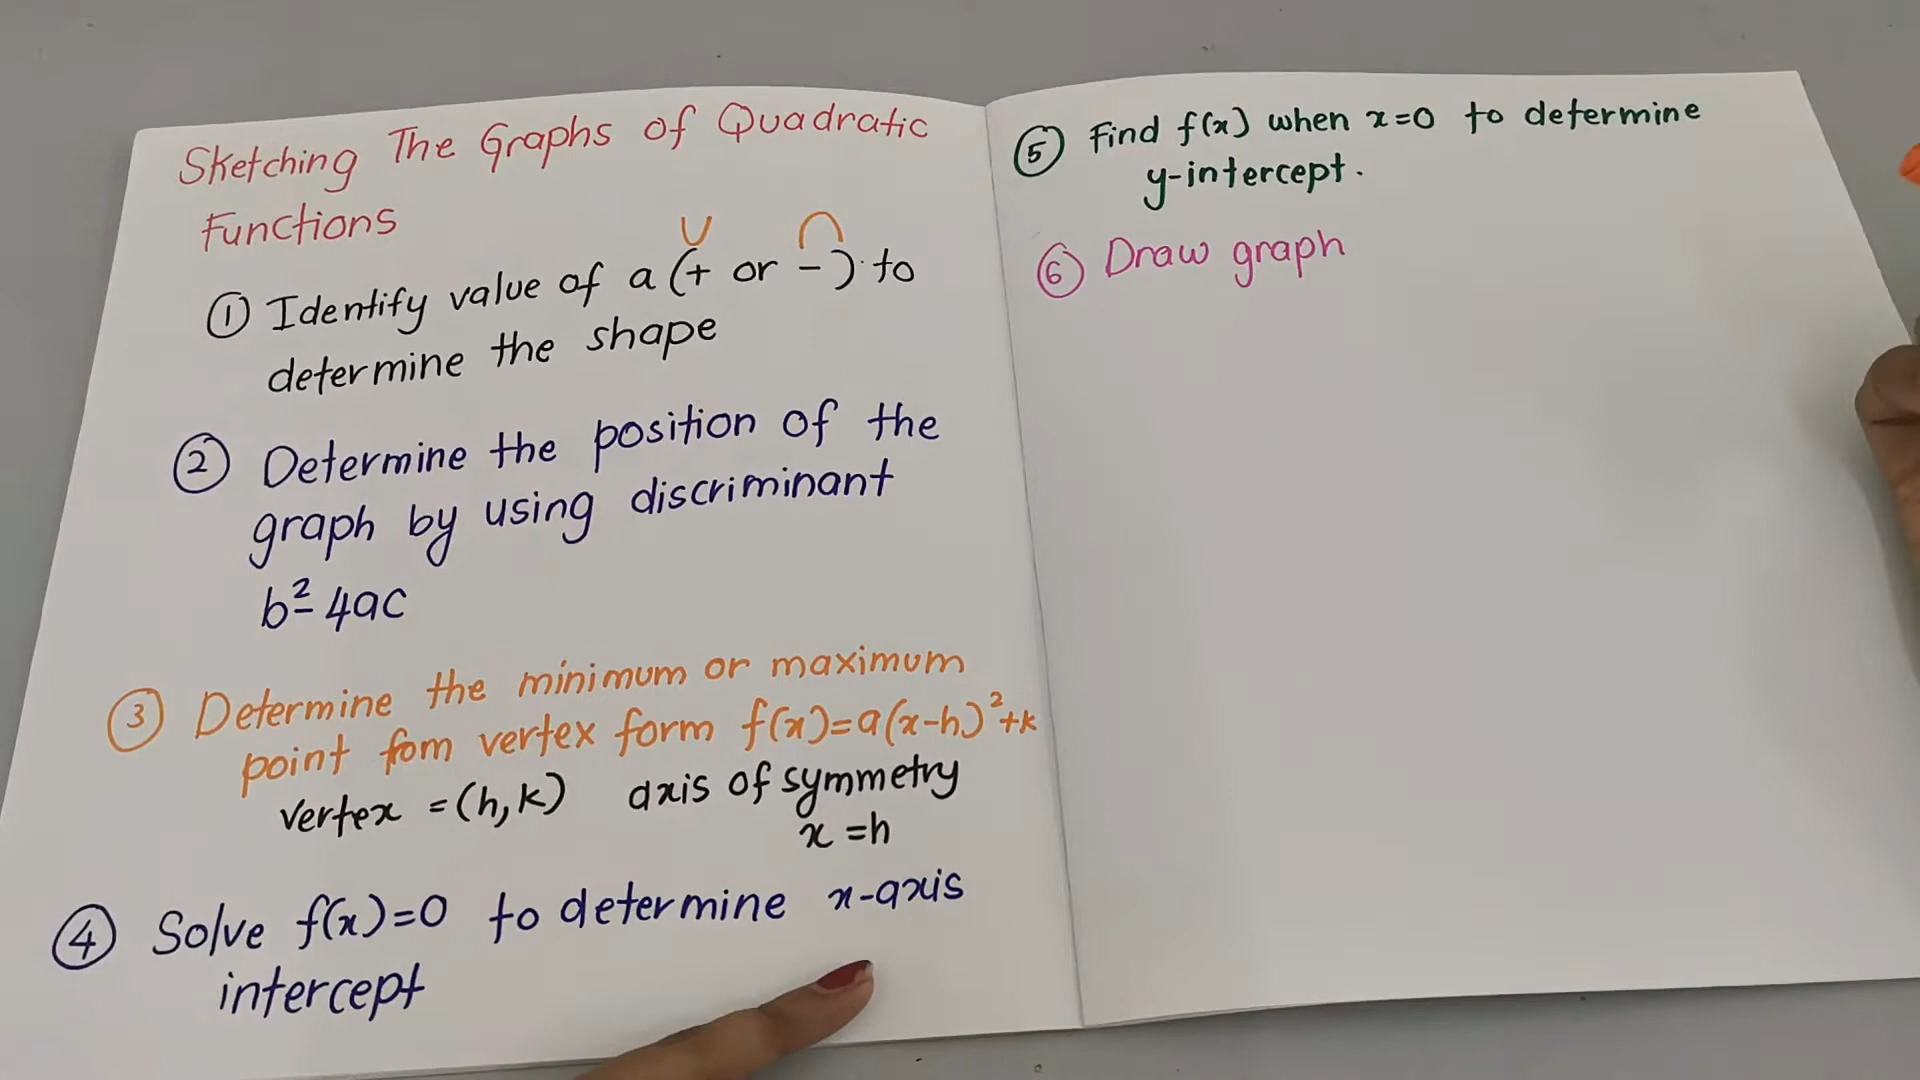 Sketching The Graphs of Quadratic
Functions
① Identify value of a (+ or -) to
determine the shape
② Determine the position of the
graph by using discriminant
b² - 4ac
③ Determine the minimum or maximum
point from vertex form f(x)=a(x-h)²+k
vertex = (h,k) axis of symmetry
x = h
④ Solve f(x)=0 to determine x-axis
intercept
⑤ Find f(x) when x=0 to determine
y-intercept.
⑥ Draw graph